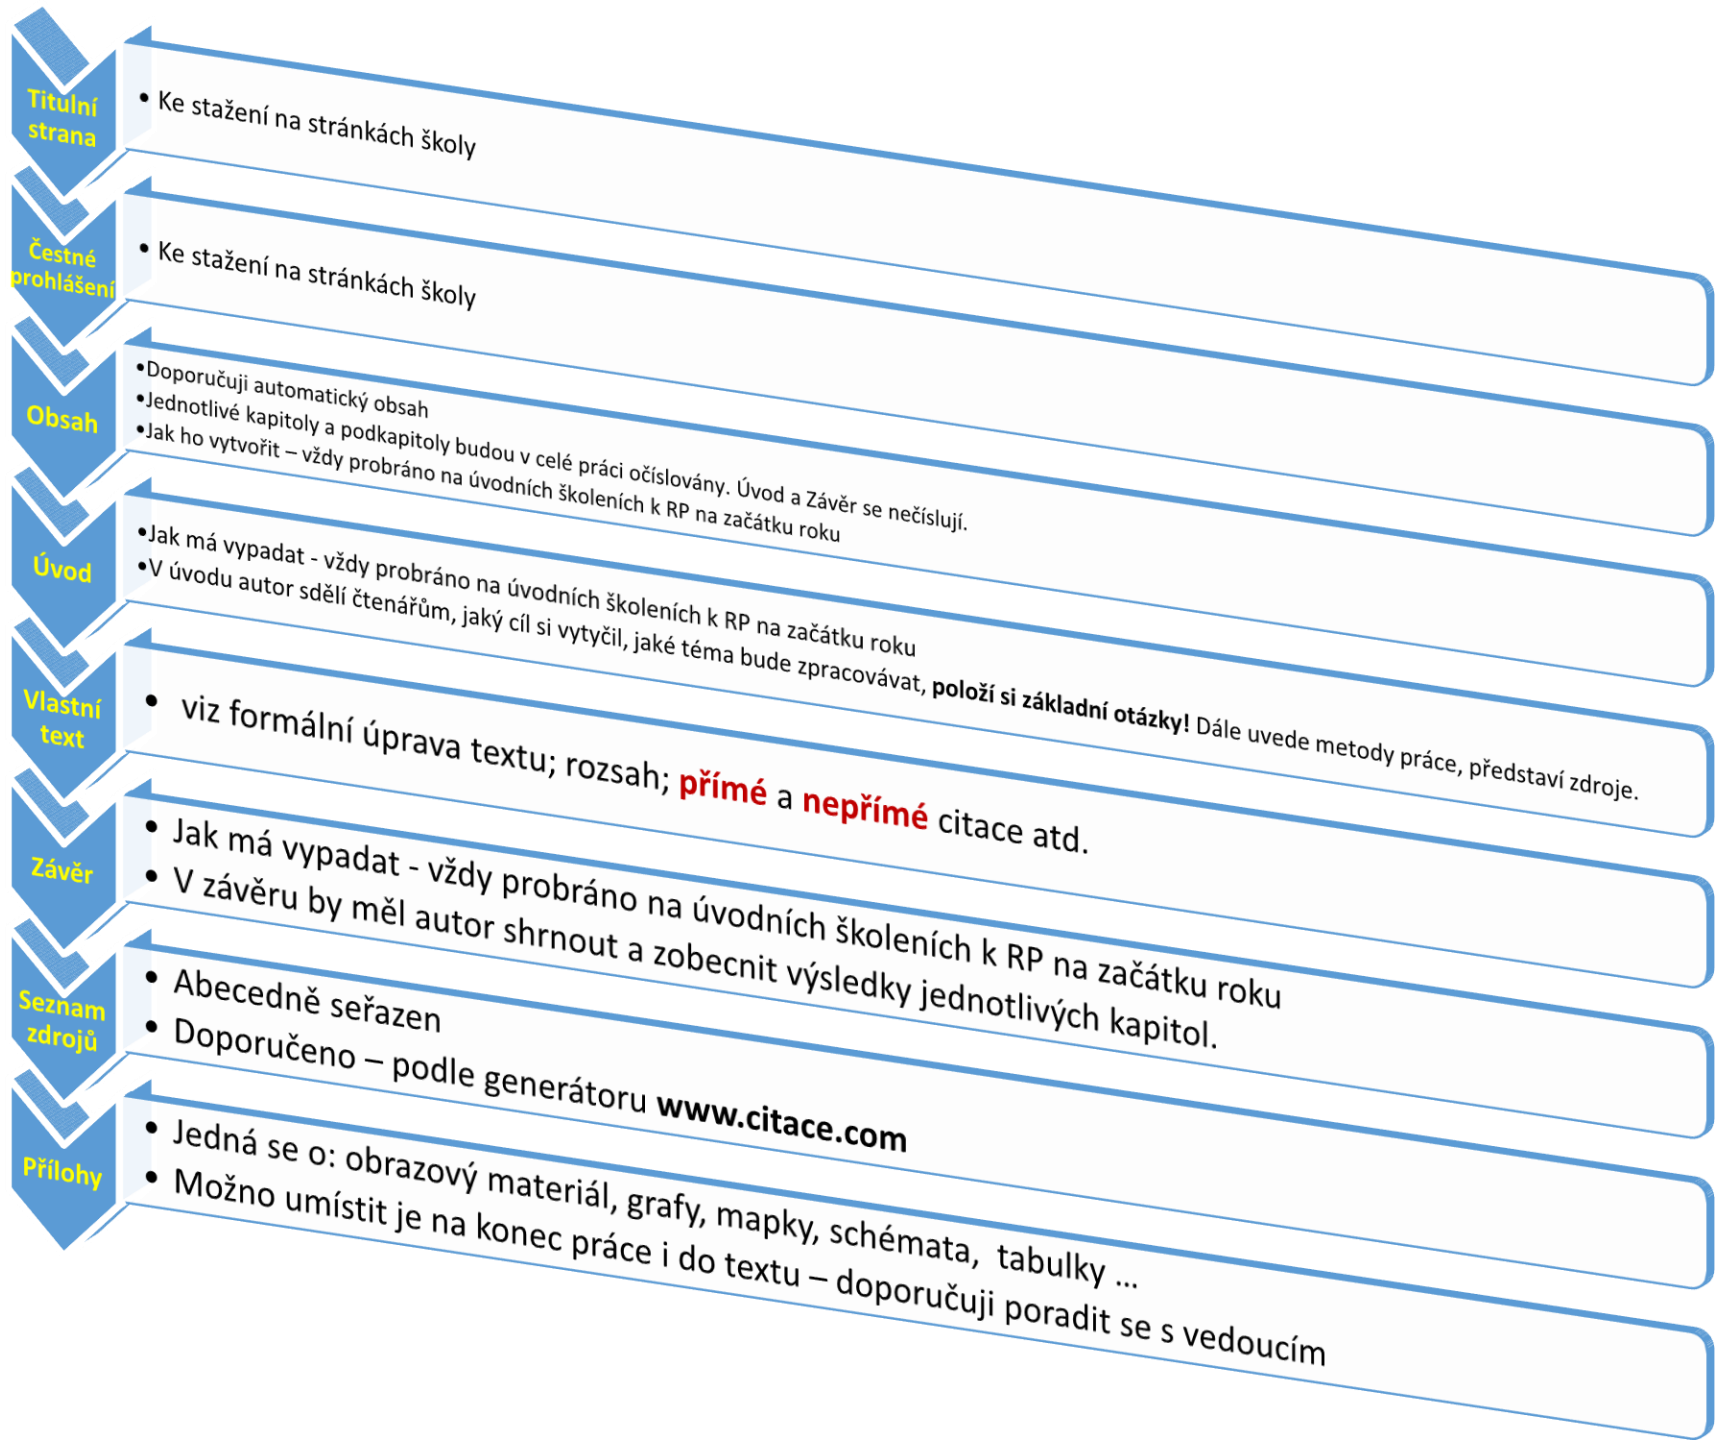 Titulní
strana
• Ke stažení na stránkách školy
Čestné
prohlášení
• Ke stažení na stránkách školy
Obsah
•Doporučuji automatický obsah
•Jednotlivé kapitoly a podkapitoly budou v celé práci očíslovány. Úvod a Závěr se nečíslují.
•Jak ho vytvořit – vždy probráno na úvodních školeních k RP na začátku roku
Úvod
•Jak má vypadat - vždy probráno na úvodních školeních k RP na začátku roku
•V úvodu autor sdělí čtenářům, jaký cíl si vytyčil, jaké téma bude zpracovávat, položí si základní otázky! Dále uvede metody práce, představí zdroje.
Vlastní
text
• viz formální úprava textu; rozsah; přímé a nepřímé citace atd.
Závěr
• Jak má vypadat - vždy probráno na úvodních školeních k RP na začátku roku
• V závěru by měl autor shrnout a zobecnit výsledky jednotlivých kapitol.
Seznam
zdrojů
• Abecedně seřazen
• Doporučeno – podle generátoru www.citace.com
Přílohy
• Jedná se o: obrazový materiál, grafy, mapky, schémata, tabulky ...
• Možno umístit je na konec práce i do textu – doporučuji poradit se s vedoucím